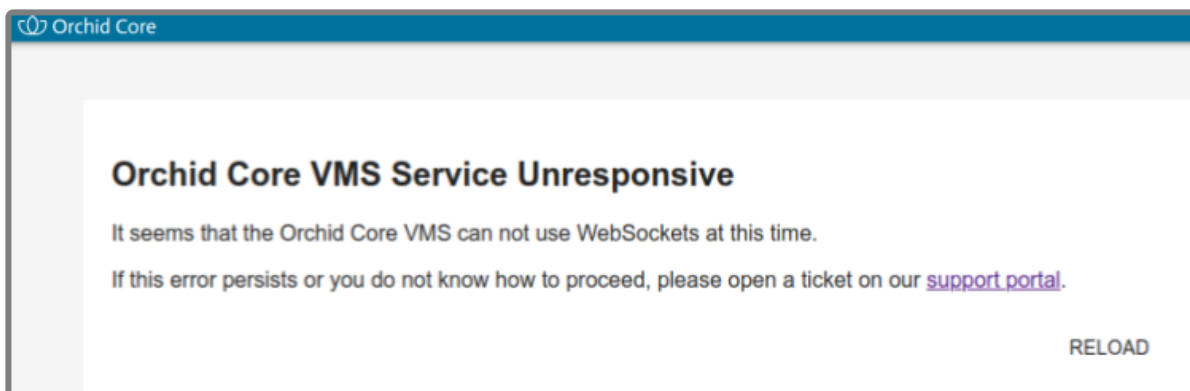 Orchid Core
Orchid Core VMS Service Unresponsive
It seems that the Orchid Core VMS can not use WebSockets at this time.
If this error persists or you do not know how to proceed, please open a ticket on our support portal.
RELOAD